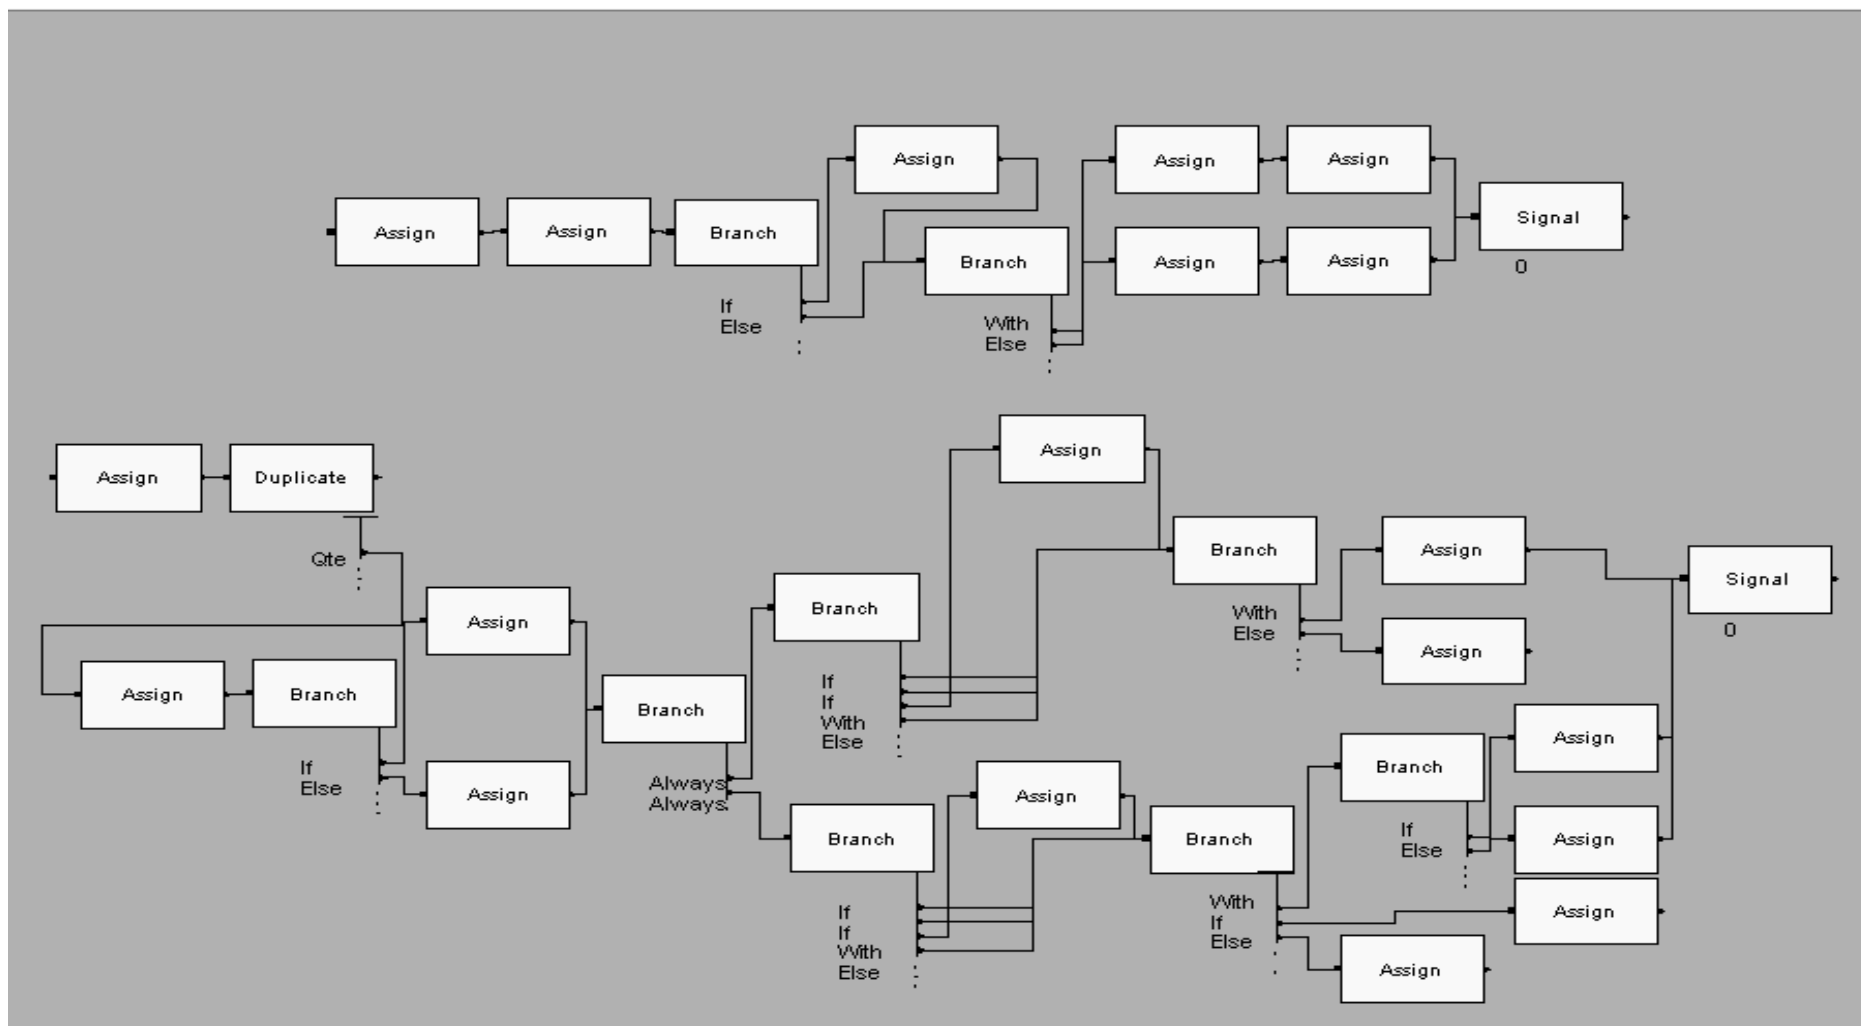 Assign
Assign
Assign
Assign
Assign
Branch
Signal
Branch
Assign
Assign
0
If
Else
With
Else
Assign
Assign
Duplicate
Branch
Assign
Qte
Signal
Branch
With
Else
Assign
0
Assign
Assign
Branch
If
If
With
Else
Branch
Assign
If
Else
Assign
Always
Always
Assign
Branch
If
Else
Assign
Branch
Branch
Assign
If
If
With
Else
With
If
Else
Assign